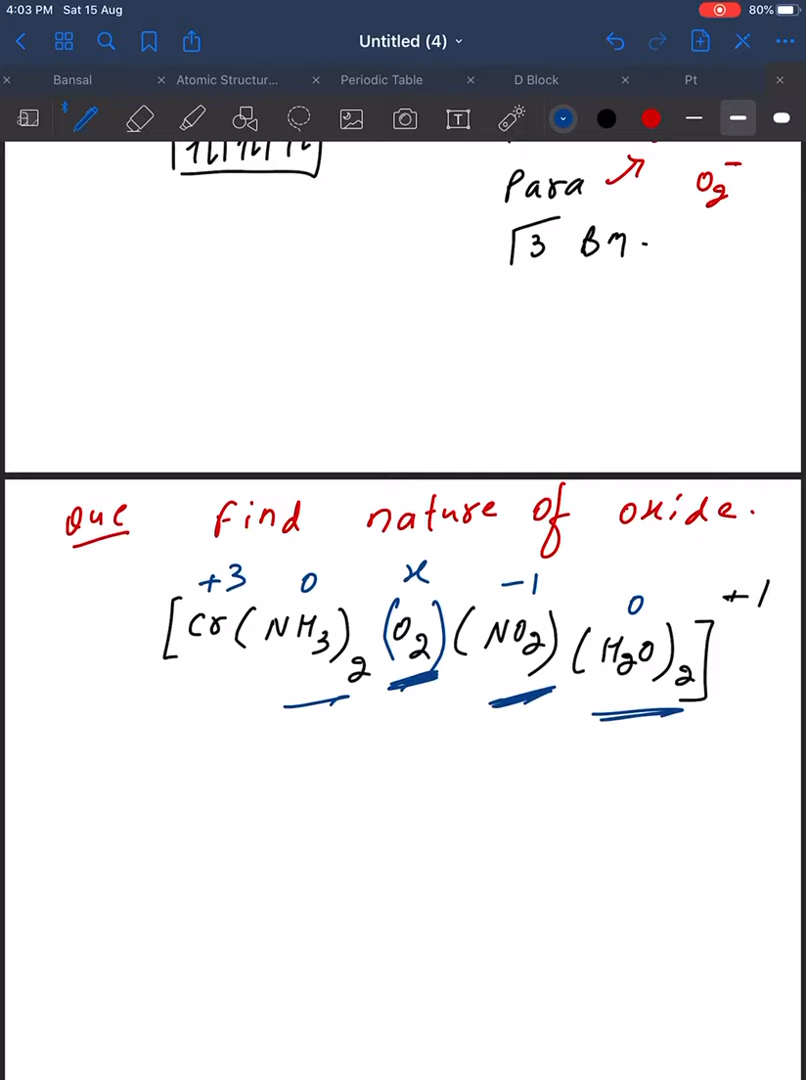 4:03 PM Sat 15 Aug 80%
Untitled (4)
Bansal Atomic Structur... Periodic Table D Block Pt
Para O₂⁻
√3 BM.
Que Find nature of oxide.
+3 0 x -1 0
[Cr(NH₃)₂(O₂)(NO₂)(H₂O)₂]⁺¹